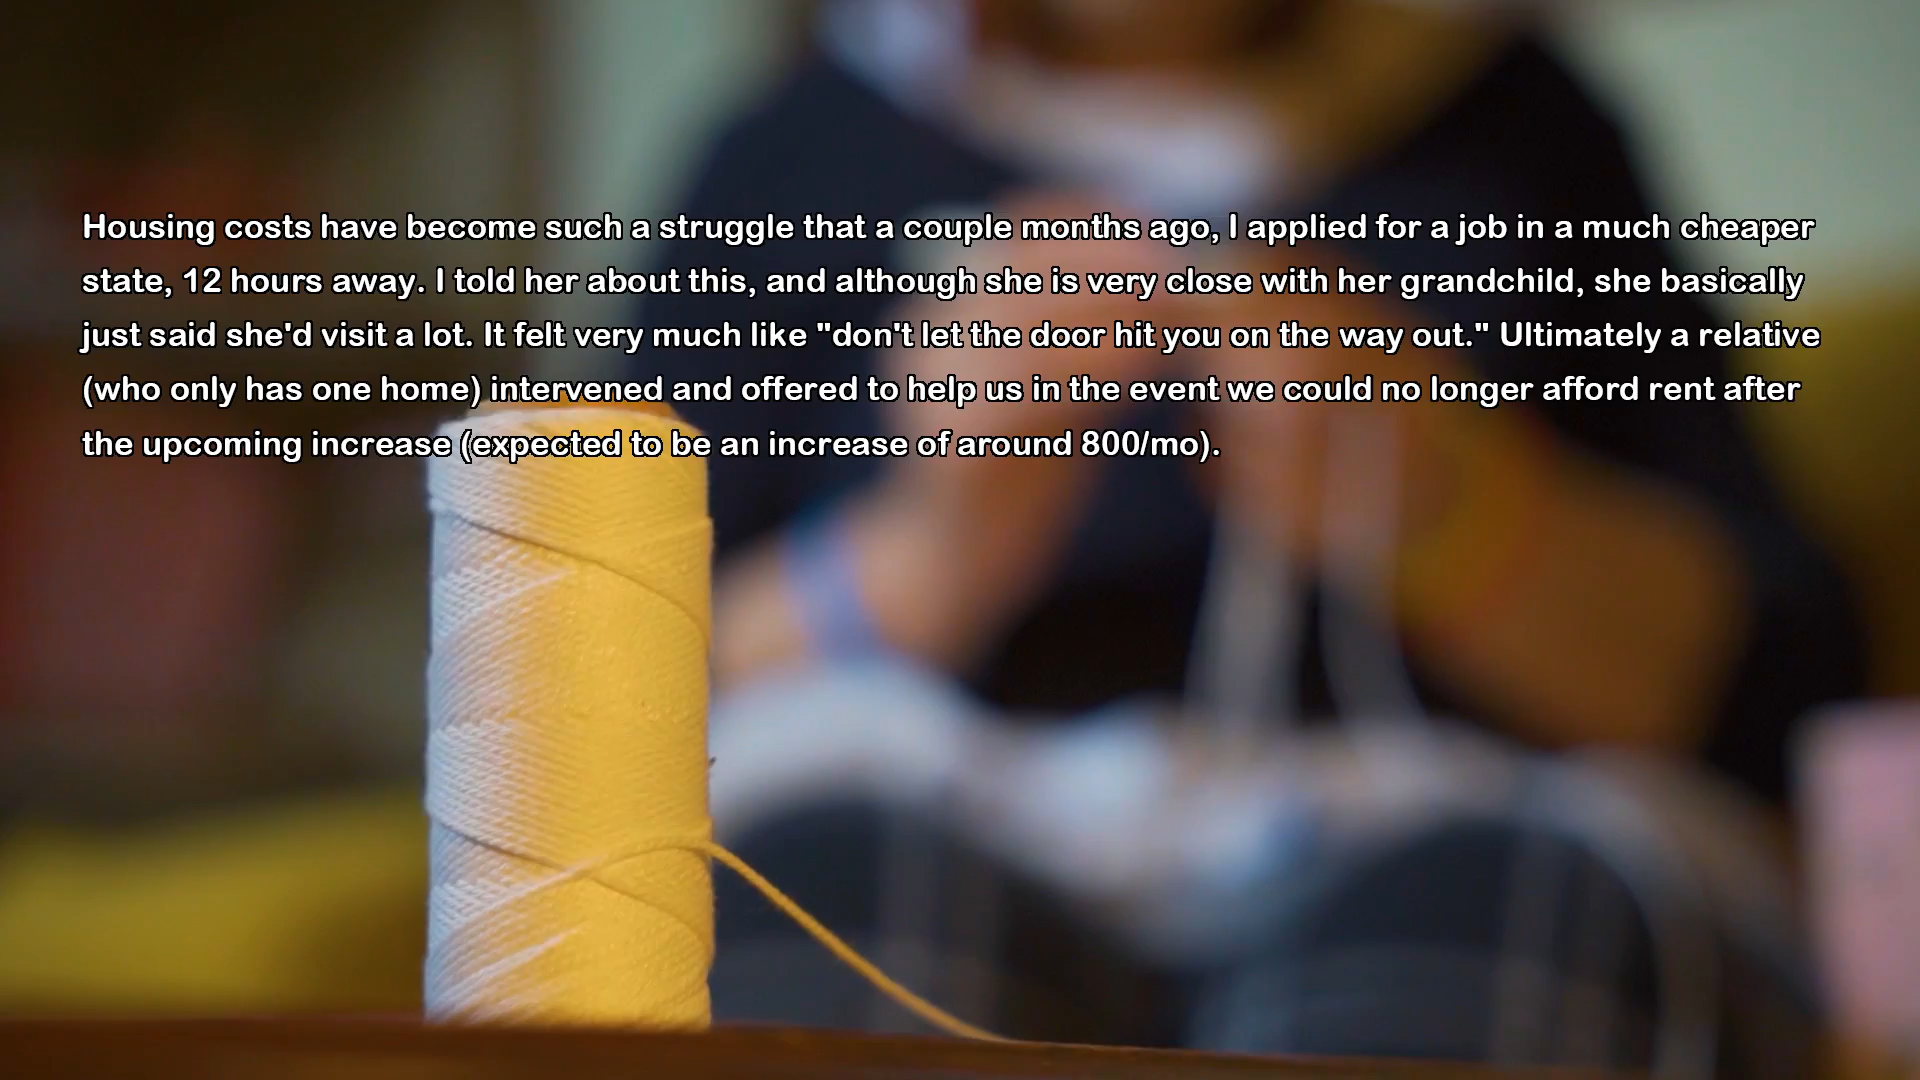 Housing costs have become such a struggle that a couple months ago, I applied for a job in a much cheaper
state, 12 hours away. I told her about this, and although she is very close with her grandchild, she basically
just said she'd visit a lot. It felt very much like "don't let the door hit you on the way out." Ultimately a relative
(who only has one home) intervened and offered to help us in the event we could no longer afford rent after
the upcoming increase (expected to be an increase of around 800/mo).